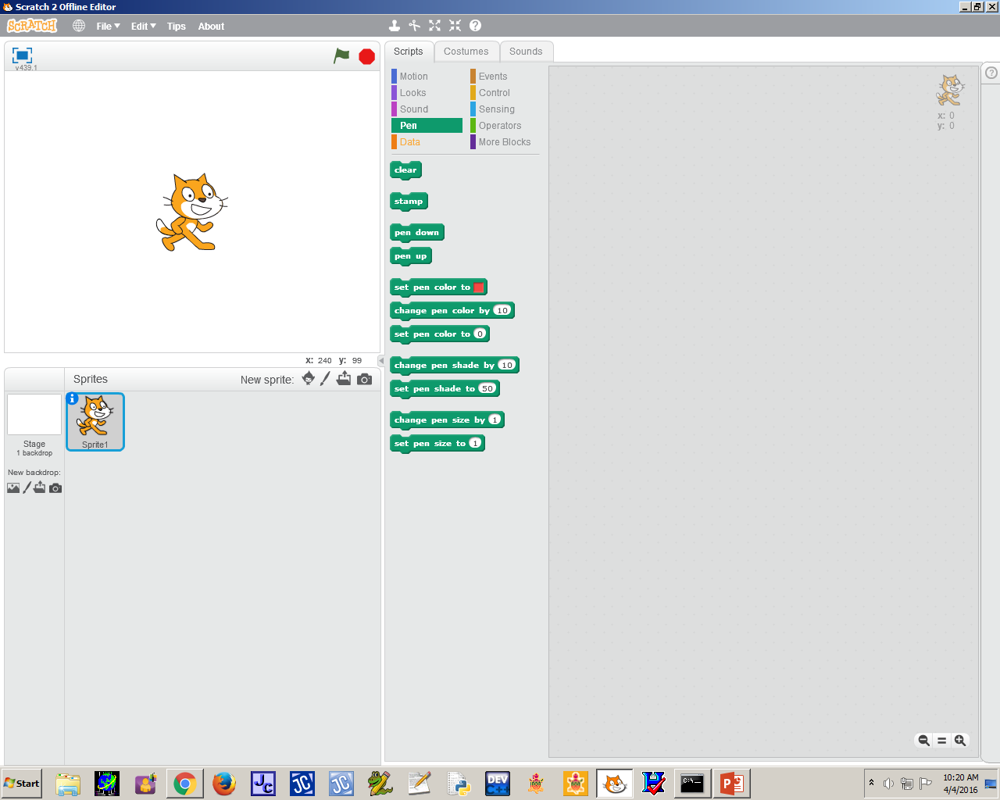 Scratch 2 Offline Editor
SCRATCH File Edit Tips About
v439.1
x: 240 y: 99
Sprites New sprite:
Sprite1
Stage
1 backdrop
New backdrop:
Scripts Costumes Sounds
Motion Events
Looks Control
Sound Sensing
Pen Operators
Data More Blocks
clear
stamp
pen down
pen up
set pen color to
change pen color by 10
set pen color to 0
change pen shade by 10
set pen shade to 50
change pen size by 1
set pen size to 1
x: 0
y: 0
Start
JC
JC
JC
DEV
C++
C:\
P
10:20 AM
4/4/2016